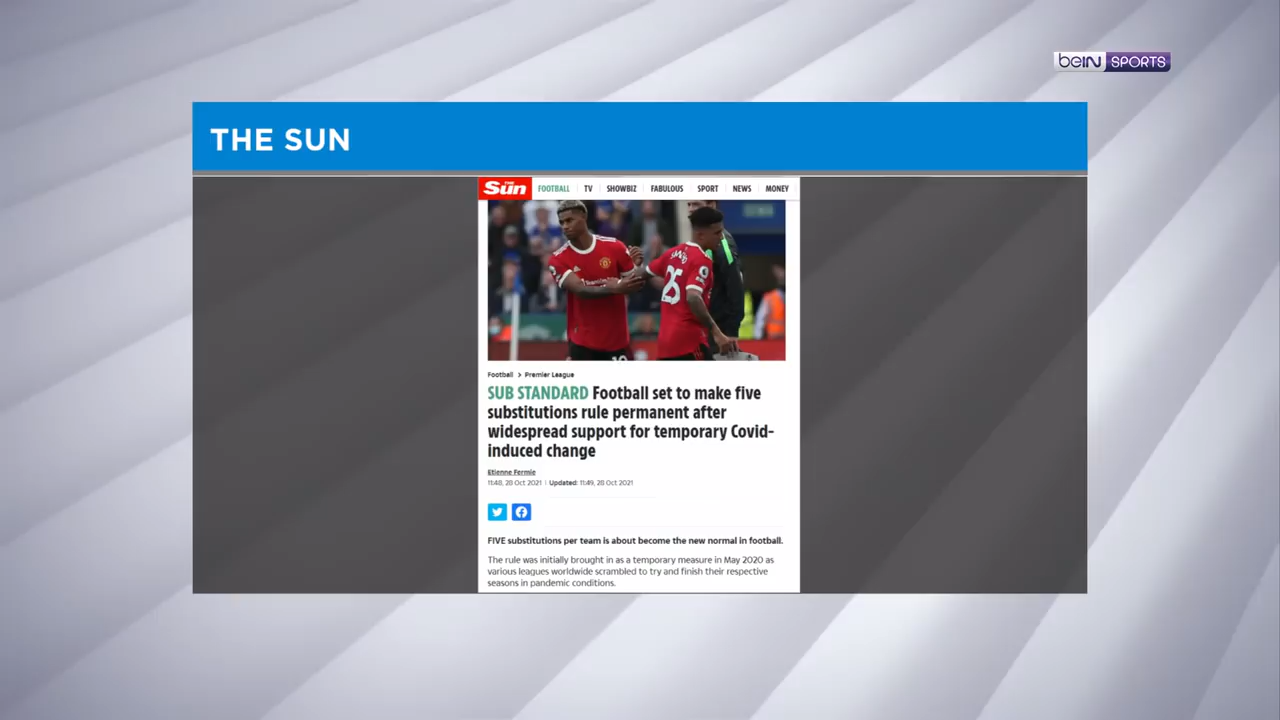 beIN SPORTS
THE SUN
THE Sun FOOTBALL TV SHOWBIZ FABULOUS SPORT NEWS MONEY
25
Football > Premier League
SUB STANDARD Football set to make five
substitutions rule permanent after
widespread support for temporary Covid-
induced change
Etienne Fermie
11:48, 28 Oct 2021 | Updated: 11:49, 28 Oct 2021
FIVE substitutions per team is about become the new normal in football.
The rule was initially brought in as a temporary measure in May 2020 as
various leagues worldwide scrambled to try and finish their respective
seasons in pandemic conditions.